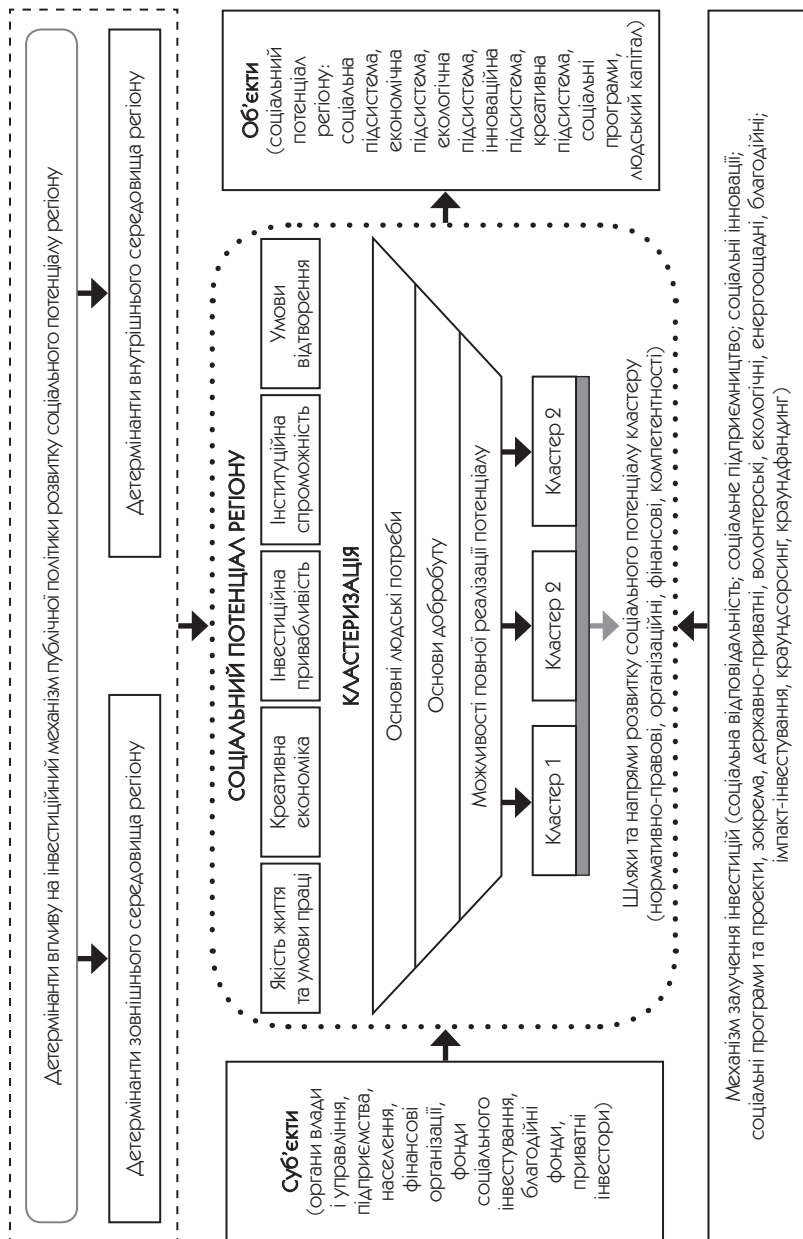 Детермінанти впливу на інвестиційний механізм публічної політики розвитку соціального потенціалу регіону
Детермінанти зовнішнього середовища регіону
Детермінанти внутрішнього середовища регіону
Суб’єкти
(органи влади
і управління,
підприємства,
населення,
фінансові
організації,
фонди
соціального
інвестування,
благодійні
фонди,
приватні
інвестори)
СОЦІАЛЬНИЙ ПОТЕНЦІАЛ РЕГІОНУ
Якість життя
та умови праці
Креативна
економіка
Інвестиційна
привабливість
Інституційна
спроможність
Умови
відтворення
КЛАСТЕРИЗАЦІЯ
Основні людські потреби
Основи добробуту
Можливості повної реалізації потенціалу
Кластер 1
Кластер 2
Кластер 2
Шляхи та напрями розвитку соціального потенціалу кластеру
(нормативно-правові, організаційні, фінансові, компетентності)
Об’єкти
(соціальний
потенціал
регіону:
соціальна
підсистема,
економічна
підсистема,
екологічна
підсистема,
інноваційна
підсистема,
креативна
підсистема,
соціальні
програми,
людський капітал)
Механізм залучення інвестицій (соціальна відповідальність; соціальне підприємництво; соціальні інновації;
соціальні програми та проекти, зокрема, державно-приватні, волонтерські, екологічні, енергоощадні, благодійні;
імпакт-інвестування, краундсорсинг, краундфандинг)